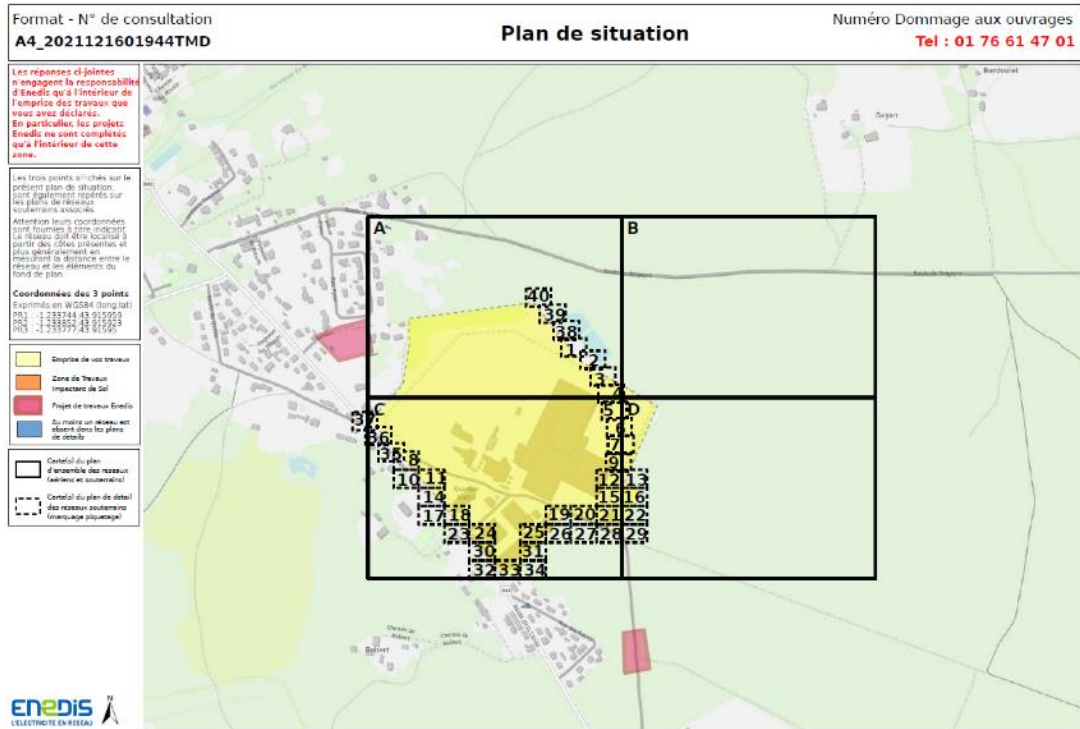 Format - N° de consultation
A4_2021121601944TMD
Plan de situation
Numéro Dommage aux ouvrages
Tel : 01 76 61 47 01
Les réponses ci-jointes
n'engagent la responsabilité
d'Enedis qu'à l'intérieur de
l'emprise des travaux que
vous avez déclarés.
En particulier, les projets
Enedis ne sont complétés
qu'à l'intérieur de cette
zone.
Les trois points affichés sur le
présent plan de situation,
sont également repérés sur
les plans de réseaux
souterrains associés.
Attention leurs coordonnées
sont fournies à titre indicatif.
Le réseau doit être localisé à
partir des côtes présentes et
plus généralement en
mesurant la distance entre le
réseau et les éléments du
fond de plan.
Coordonnées des 3 points
Exprimés en WGS84 (long,lat)
PR1 : -1.233744 43.915959
Emprise de vos travaux
Zone de Travaux
Impactant de Sol
Projet de travaux Enedis
Au moins un réseau est
absent dans les plans
de détails
Carte(s) du plan
d'ensemble des réseaux
(aériens et souterrains)
Carte(s) du plan de détail
des réseaux souterrains
(marquage piquetage)
ENEDIS
L'ELECTRICITE EN RESEAU
N
A
B
40
39
38
1
2
3
4
C
D
37
5
36
6
35
7
8
9
10
11
12
13
14
15
16
17
18
19
20
21
22
23
24
25
26
27
28
29
30
31
32
33
34